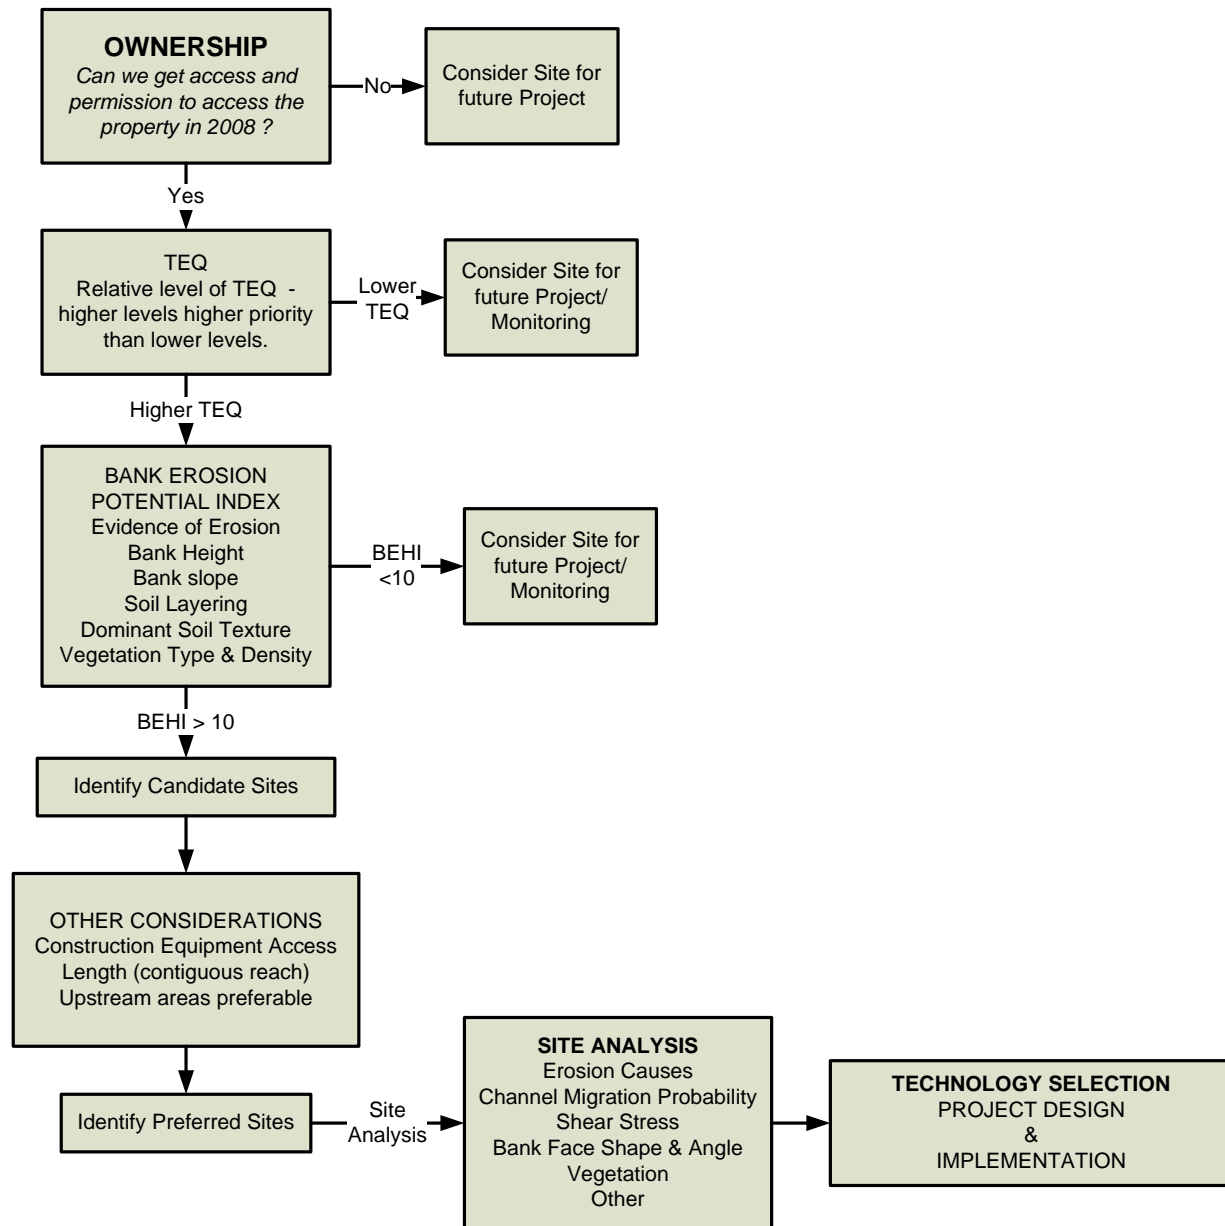 OWNERSHIP
Can we get access and
permission to access the
property in 2008 ?
No
Consider Site for
future Project
Yes
TEQ
Relative level of TEQ  -
higher levels higher priority
than lower levels.
Lower
TEQ
Consider Site for
future Project/
Monitoring
Higher TEQ
BANK EROSION
POTENTIAL INDEX
Evidence of Erosion
Bank Height
Bank slope
Soil Layering
Dominant Soil Texture
Vegetation Type & Density
BEHI
<10
Consider Site for
future Project/
Monitoring
BEHI > 10
Identify Candidate Sites
OTHER CONSIDERATIONS
Construction Equipment Access
Length (contiguous reach)
Upstream areas preferable
Identify Preferred Sites
Site
Analysis
SITE ANALYSIS
Erosion Causes
Channel Migration Probability
Shear Stress
Bank Face Shape & Angle
Vegetation
Other
TECHNOLOGY SELECTION
PROJECT DESIGN
&
IMPLEMENTATION